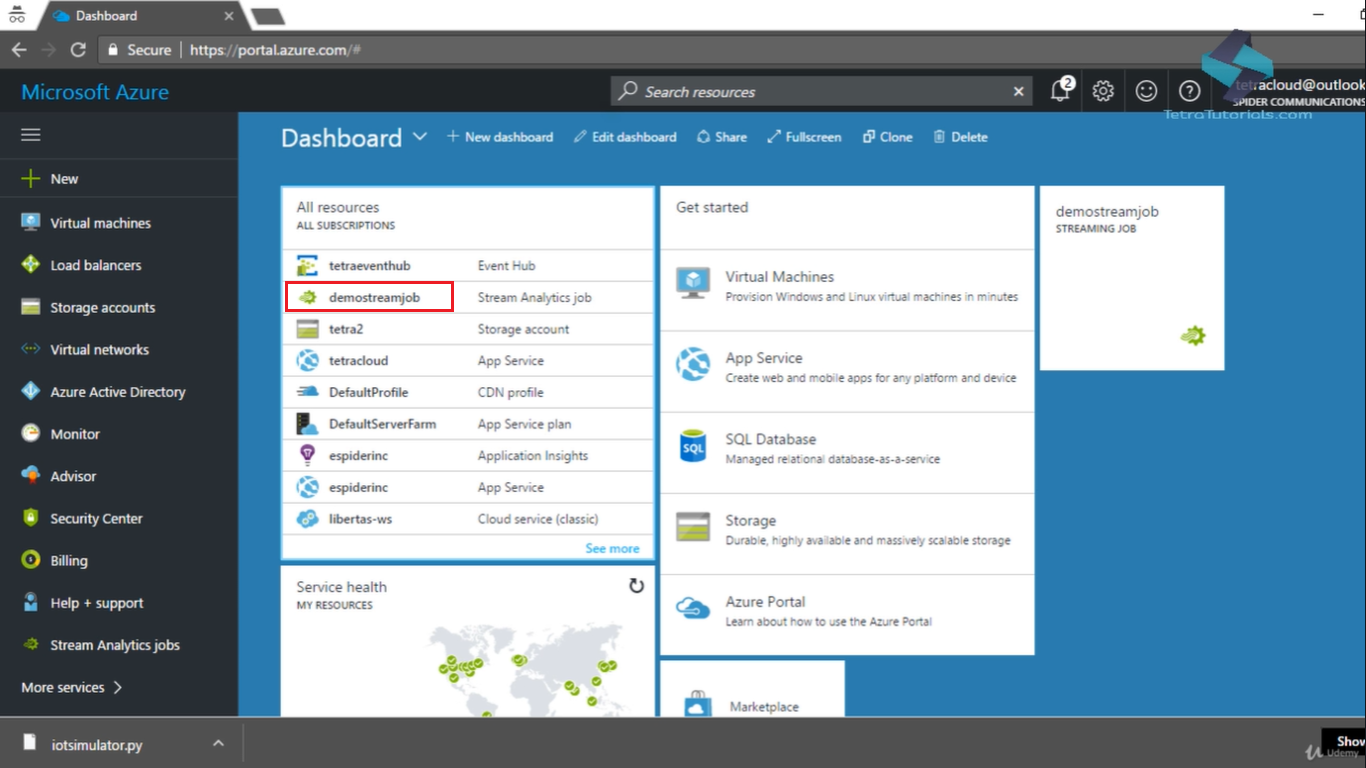 Dashboard
Secure https://portal.azure.com/#
Microsoft Azure
Search resources
2
tetracloud@outlook
SPIDER COMMUNICATIONS
TetraTutorials.com
Dashboard
New dashboard
Edit dashboard
Share
Fullscreen
Clone
Delete
New
Virtual machines
Load balancers
Storage accounts
Virtual networks
Azure Active Directory
Monitor
Advisor
Security Center
Billing
Help + support
Stream Analytics jobs
More services
All resources
ALL SUBSCRIPTIONS
tetraeventhub Event Hub
demostreamjob Stream Analytics job
tetra2 Storage account
tetracloud App Service
DefaultProfile CDN profile
DefaultServerFarm App Service plan
espiderinc Application Insights
espiderinc App Service
libertas-ws Cloud service (classic)
See more
Service health
MY RESOURCES
Get started
Virtual Machines
Provision Windows and Linux virtual machines in minutes
App Service
Create web and mobile apps for any platform and device
SQL
SQL Database
Managed relational database-as-a-service
Storage
Durable, highly available and massively scalable storage
Azure Portal
Learn about how to use the Azure Portal
Marketplace
demostreamjob
STREAMING JOB
iotsimulator.py
Show
Udemy